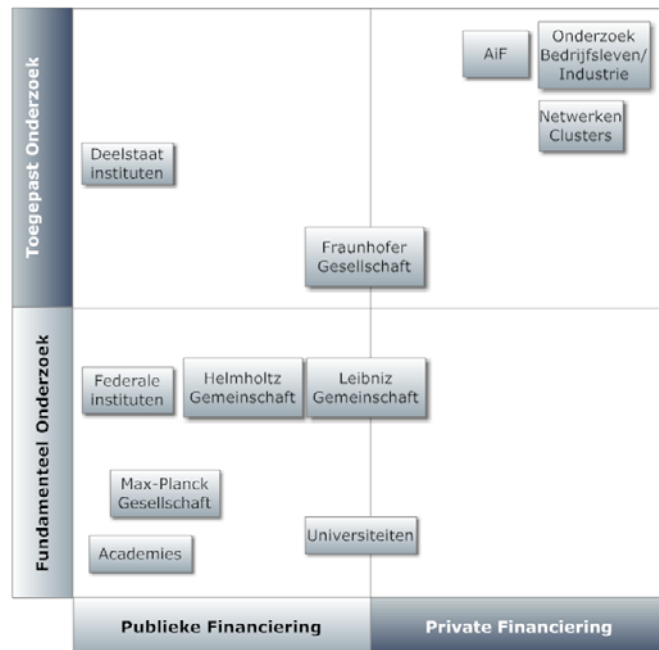 Toegepast Onderzoek
AiF
Onderzoek
Bedrijfsleven/
Industrie
Netwerken
Clusters
Deelstaat
instituten
Fraunhofer
Gesellschaft
Fundamenteel Onderzoek
Federale
instituten
Helmholtz
Gemeinschaft
Leibniz
Gemeinschaft
Max-Planck
Gesellschaft
Universiteiten
Academies
Publieke Financiering
Private Financiering